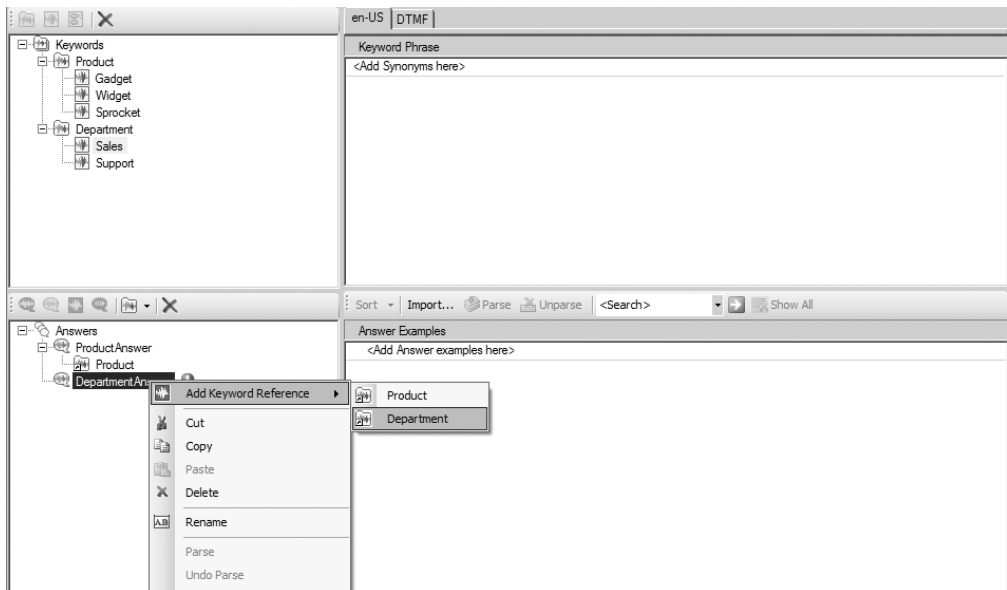 en-US DTMF
Keywords
Product
Gadget
Widget
Sprocket
Department
Sales
Support
Keyword Phrase
<Add Synonyms here>
Sort Import... Parse Unparse <Search> Show All
Answers
ProductAnswer
Product
Answer Examples
<Add Answer examples here>
Add Keyword Reference
Cut
Copy
Paste
Delete
Rename
Parse
Undo Parse
Product
Department